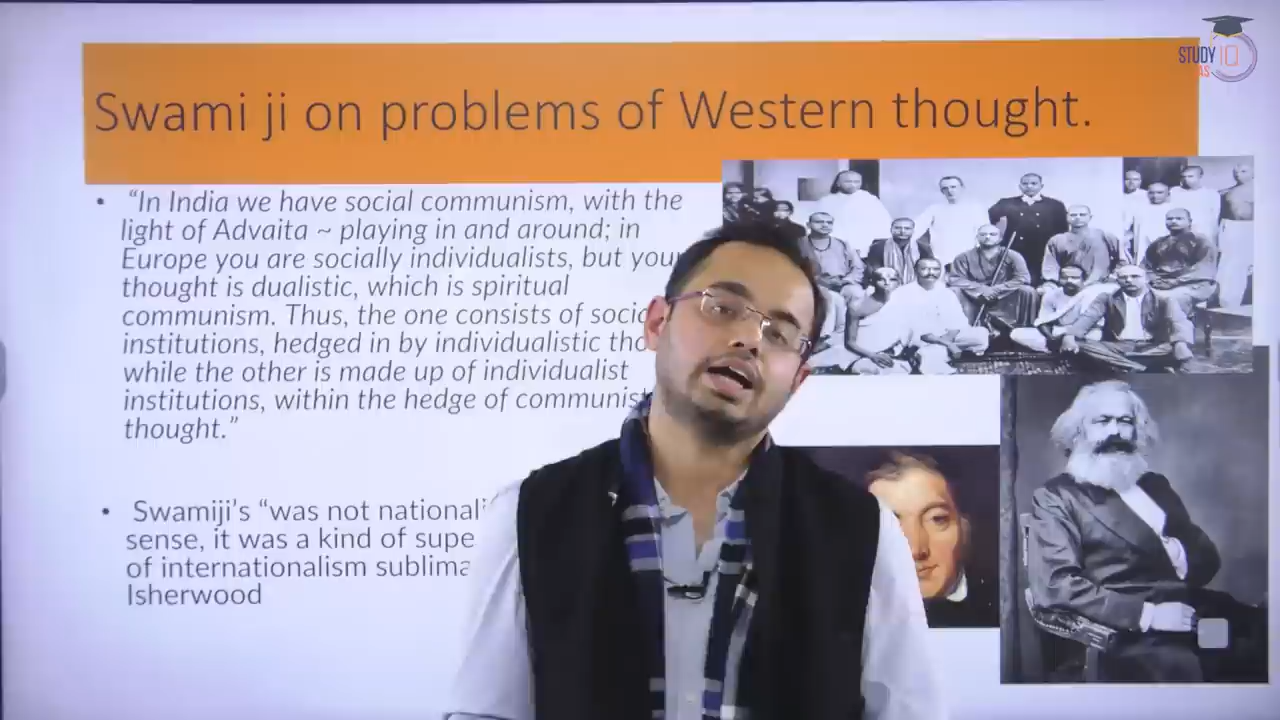 STUDY IQ
IAS
Swami ji on problems of Western thought.
• “In India we have social communism, with the
light of Advaita ~ playing in and around; in
Europe you are socially individualists, but your
thought is dualistic, which is spiritual
communism. Thus, the one consists of
institutions, hedged in by individualistic
while the other is made up of individualist
institutions, within the hedge of
thought.”
• Swamiji’s “was not
sense, it was a kind of
of internationalism
Isherwood